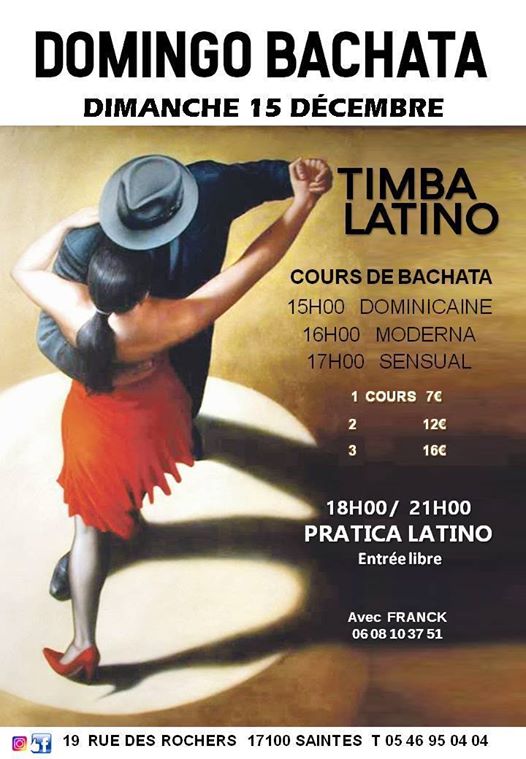 DOMINGO BACHATA
DIMANCHE 15 DÉCEMBRE
TIMBA
LATINO
COURS DE BACHATA
15H00 DOMINICAINE
16H00 MODERNA
17H00 SENSUAL
1 COURS 7€
2 12€
3 16€
18H00 / 21H00
PRATICA LATINO
Entrée libre
Avec FRANCK
06 08 10 37 51
19 RUE DES ROCHERS 17100 SAINTES T 05 46 95 04 04